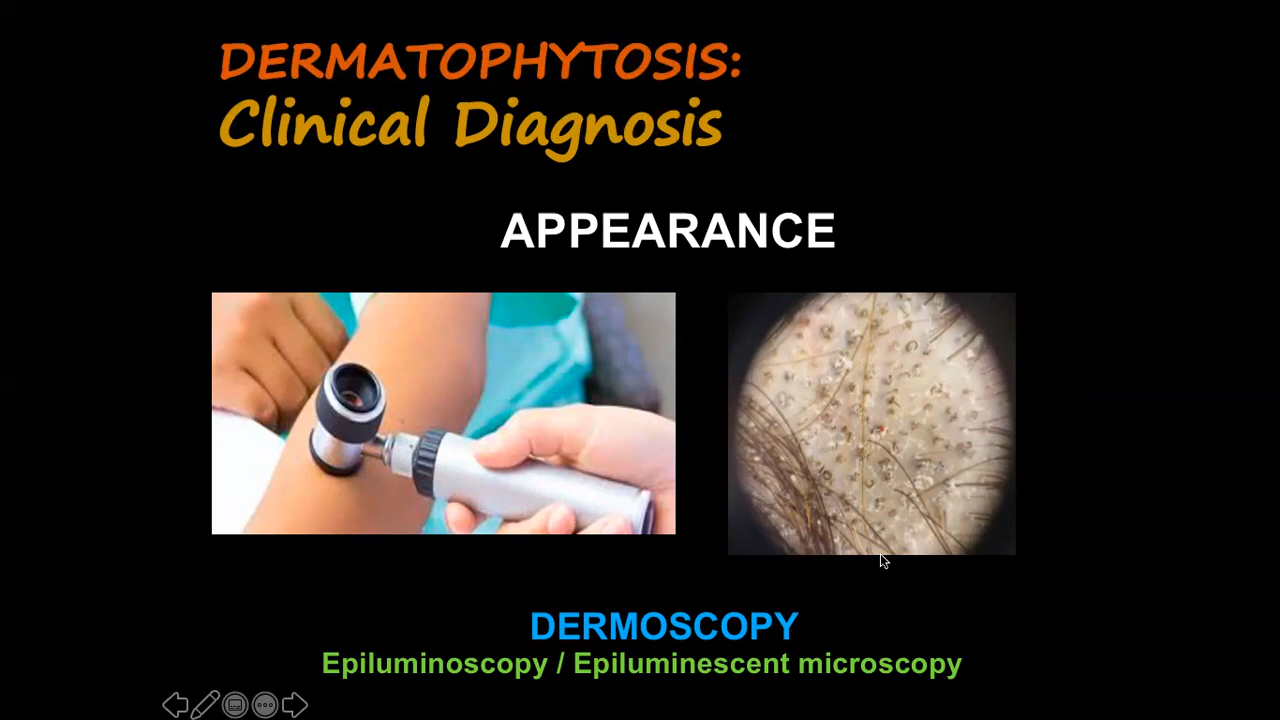 DERMATOPHYTOSIS:
Clinical Diagnosis
APPEARANCE
DERMOSCOPY
Epiluminoscopy / Epiluminescent microscopy